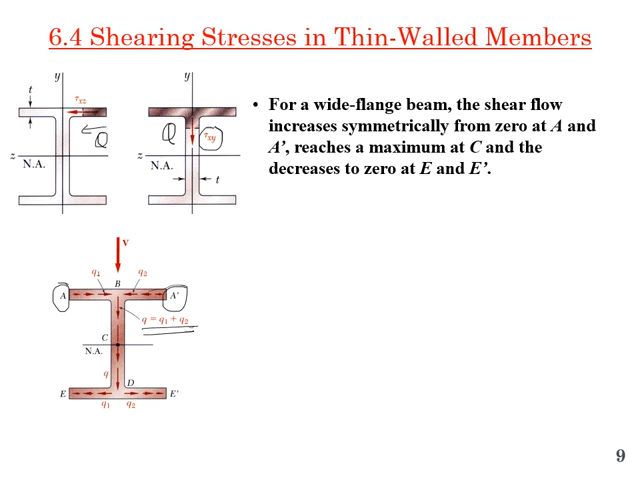 6.4 Shearing Stresses in Thin-Walled Members
y
t
τxz
Q
z
N.A.
y
Q
τxy
z
N.A.
t
• For a wide-flange beam, the shear flow
increases symmetrically from zero at A and
A’, reaches a maximum at C and the
decreases to zero at E and E’.
V
q1
q2
B
A
A'
q = q1 + q2
C
N.A.
q
D
E
E'
q1
q2
9